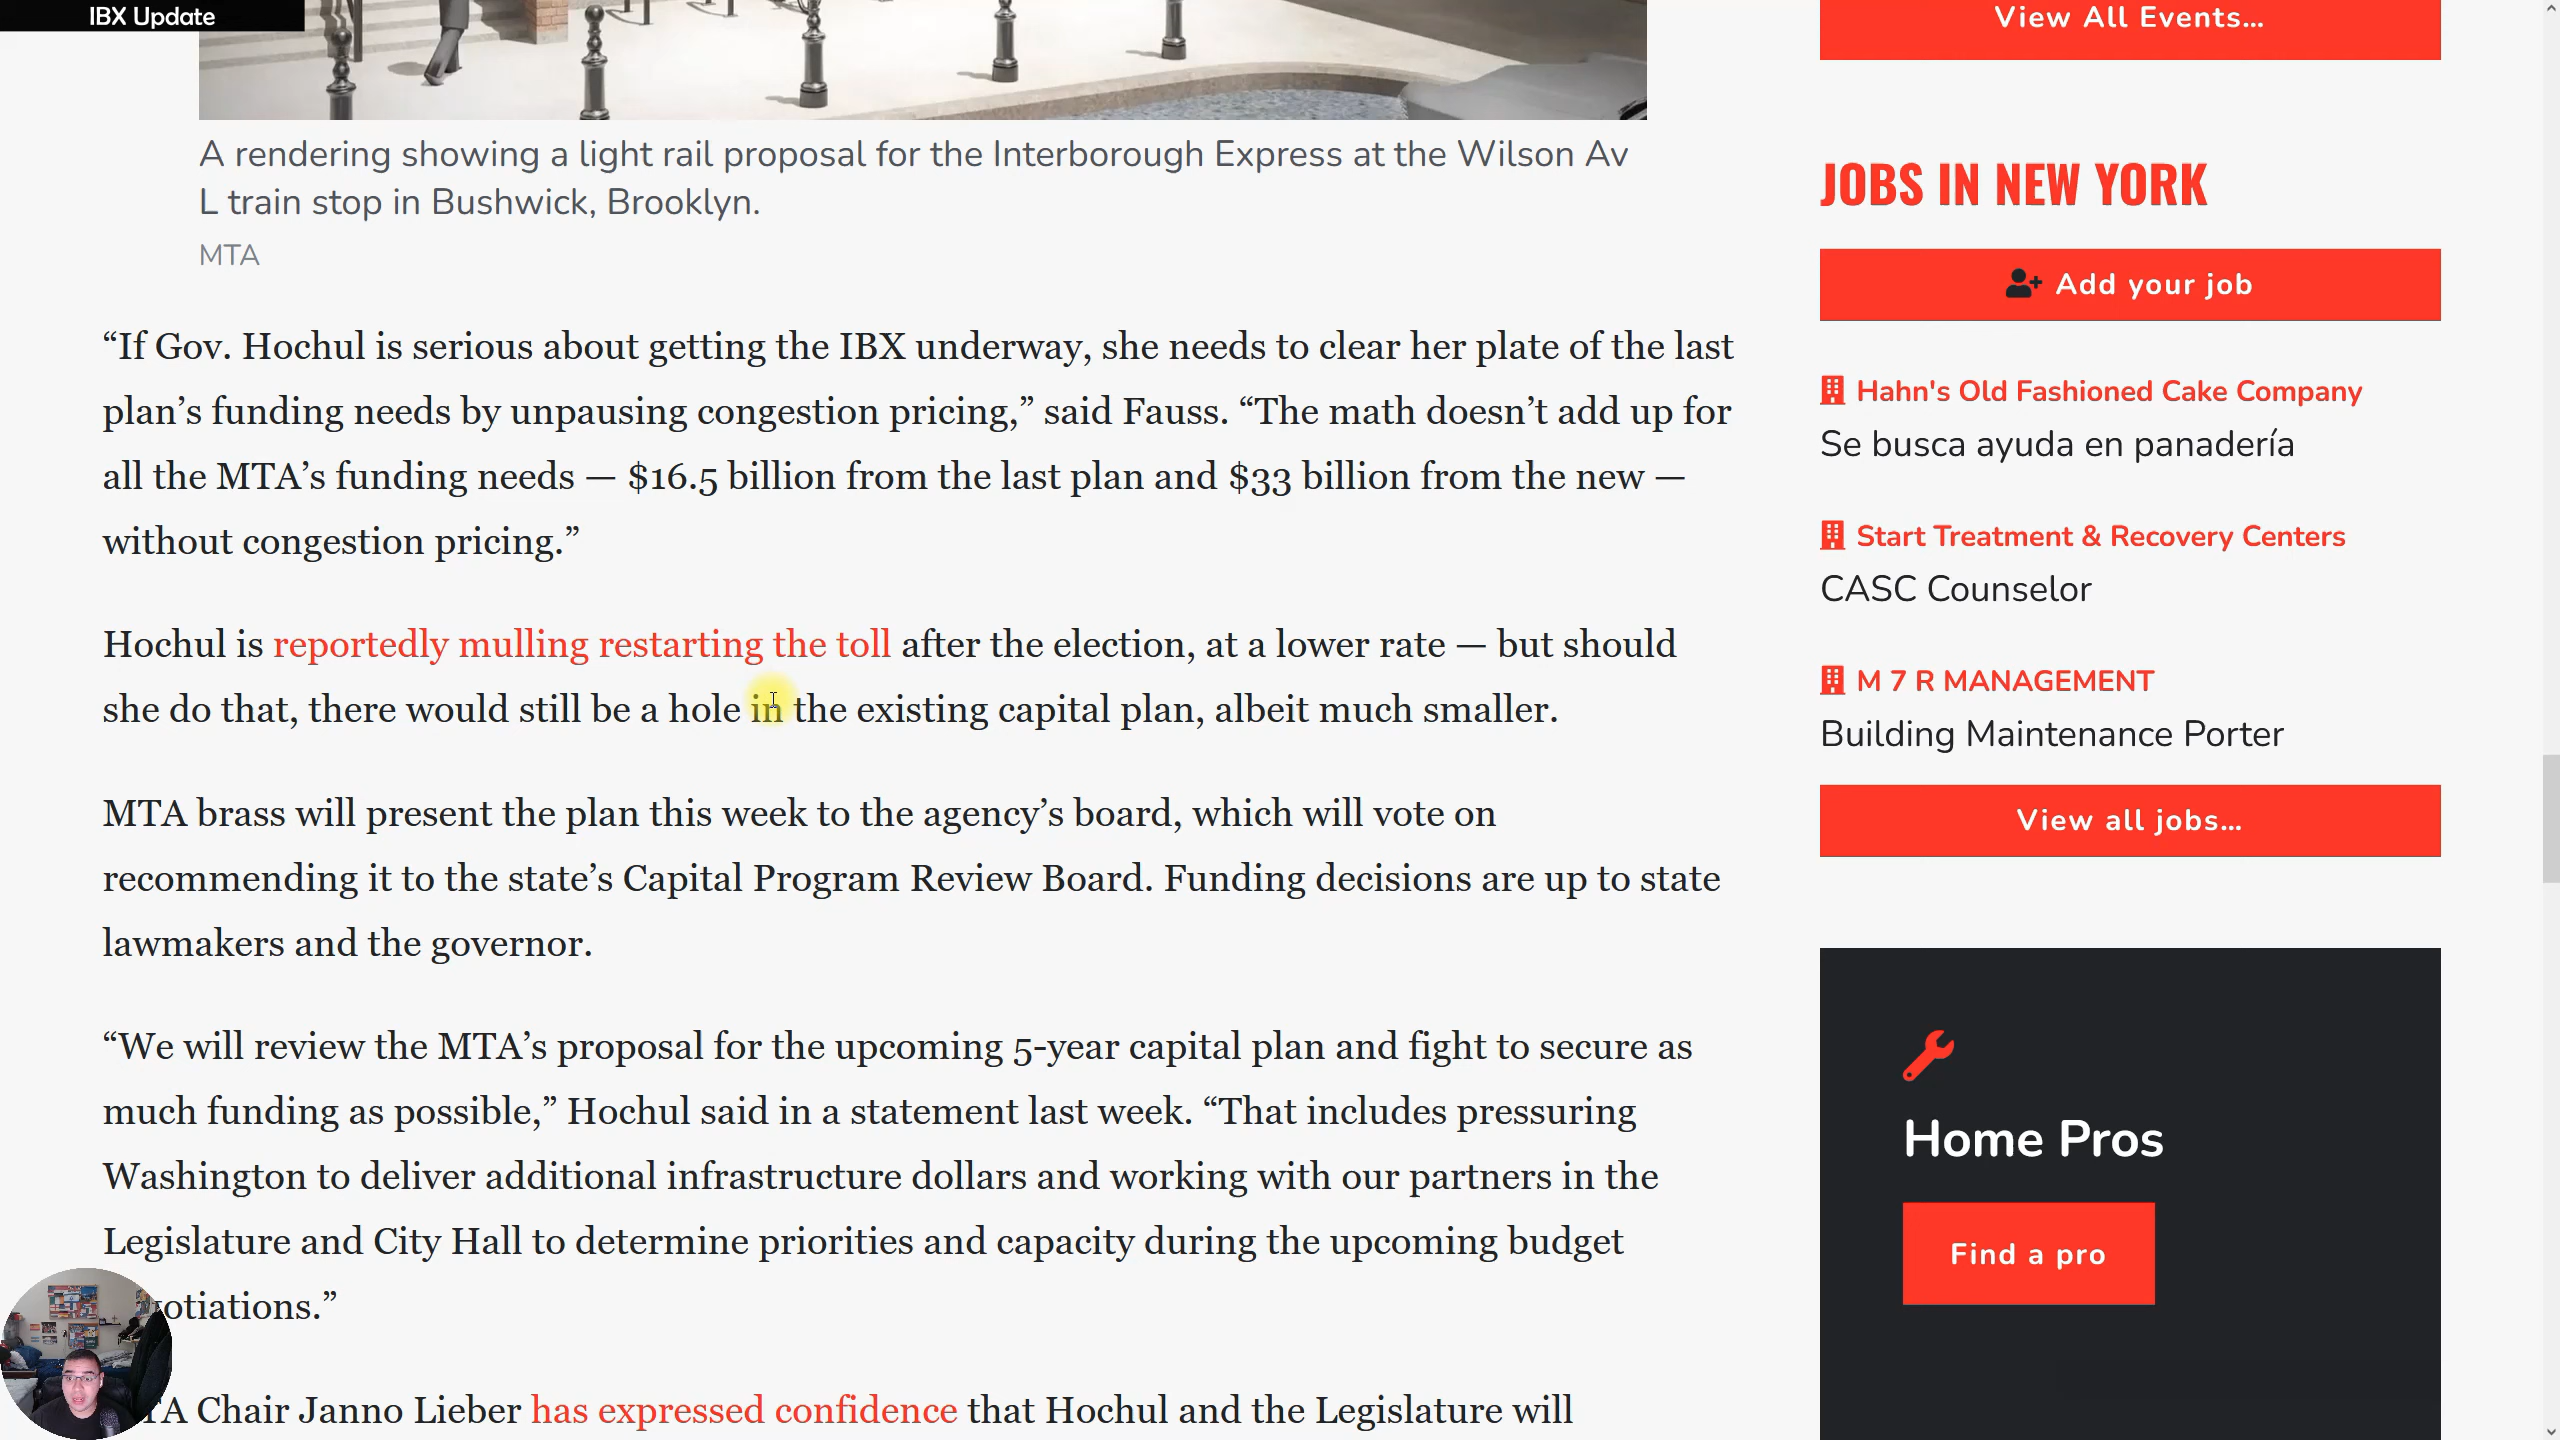 IBX Update
A rendering showing a light rail proposal for the Interborough Express at the Wilson Av
L train stop in Bushwick, Brooklyn.
MTA
“If Gov. Hochul is serious about getting the IBX underway, she needs to clear her plate of the last
plan’s funding needs by unpausing congestion pricing,” said Fauss. “The math doesn’t add up for
all the MTA’s funding needs — $16.5 billion from the last plan and $33 billion from the new —
without congestion pricing.”
Hochul is reportedly mulling restarting the toll after the election, at a lower rate — but should
she do that, there would still be a hole in the existing capital plan, albeit much smaller.
MTA brass will present the plan this week to the agency’s board, which will vote on
recommending it to the state’s Capital Program Review Board. Funding decisions are up to state
lawmakers and the governor.
“We will review the MTA’s proposal for the upcoming 5-year capital plan and fight to secure as
much funding as possible,” Hochul said in a statement last week. “That includes pressuring
Washington to deliver additional infrastructure dollars and working with our partners in the
Legislature and City Hall to determine priorities and capacity during the upcoming budget
otiations.”
TA Chair Janno Lieber has expressed confidence that Hochul and the Legislature will
View All Events...
JOBS IN NEW YORK
Add your job
Hahn's Old Fashioned Cake Company
Se busca ayuda en panadería
Start Treatment & Recovery Centers
CASC Counselor
M 7 R MANAGEMENT
Building Maintenance Porter
View all jobs...
Home Pros
Find a pro